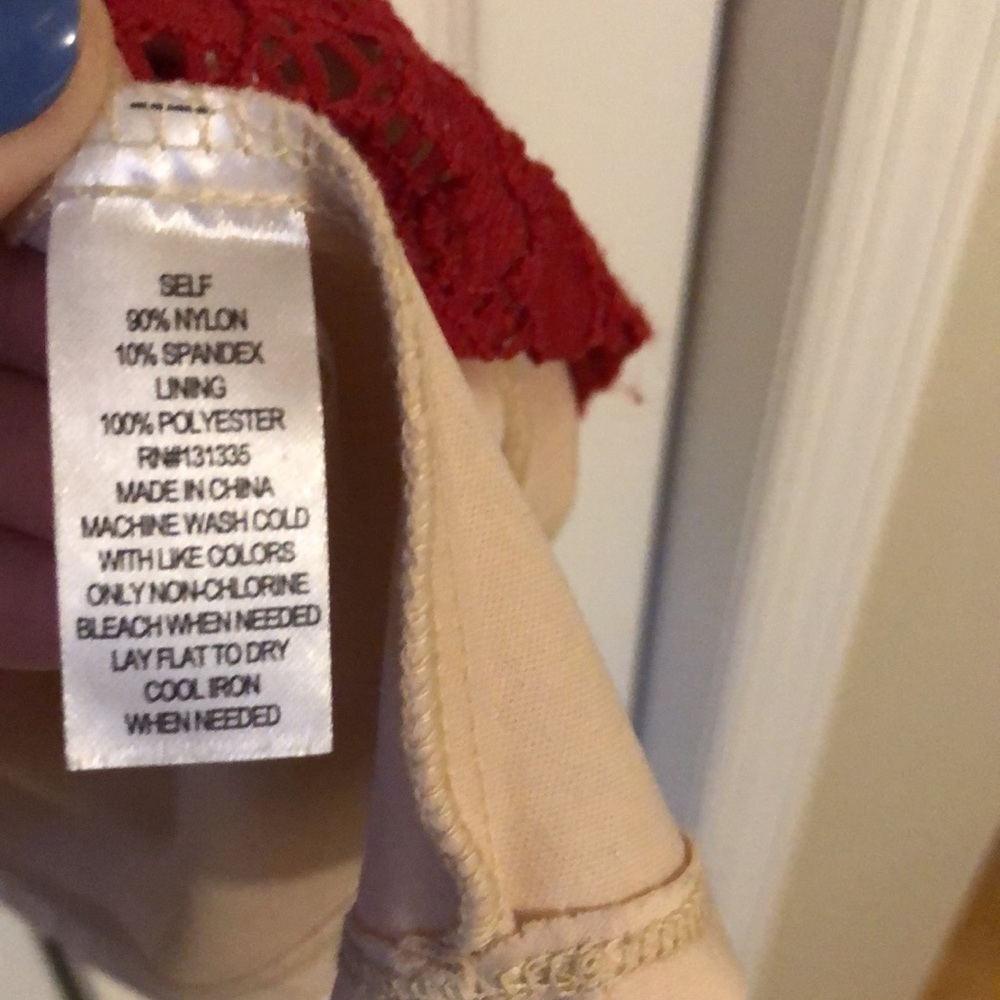 SELF
90% NYLON
10% SPANDEX
LINING
100% POLYESTER
RN#131335
MADE IN CHINA
MACHINE WASH COLD
WITH LIKE COLORS
ONLY NON-CHLORINE
BLEACH WHEN NEEDED
LAY FLAT TO DRY
COOL IRON
WHEN NEEDED